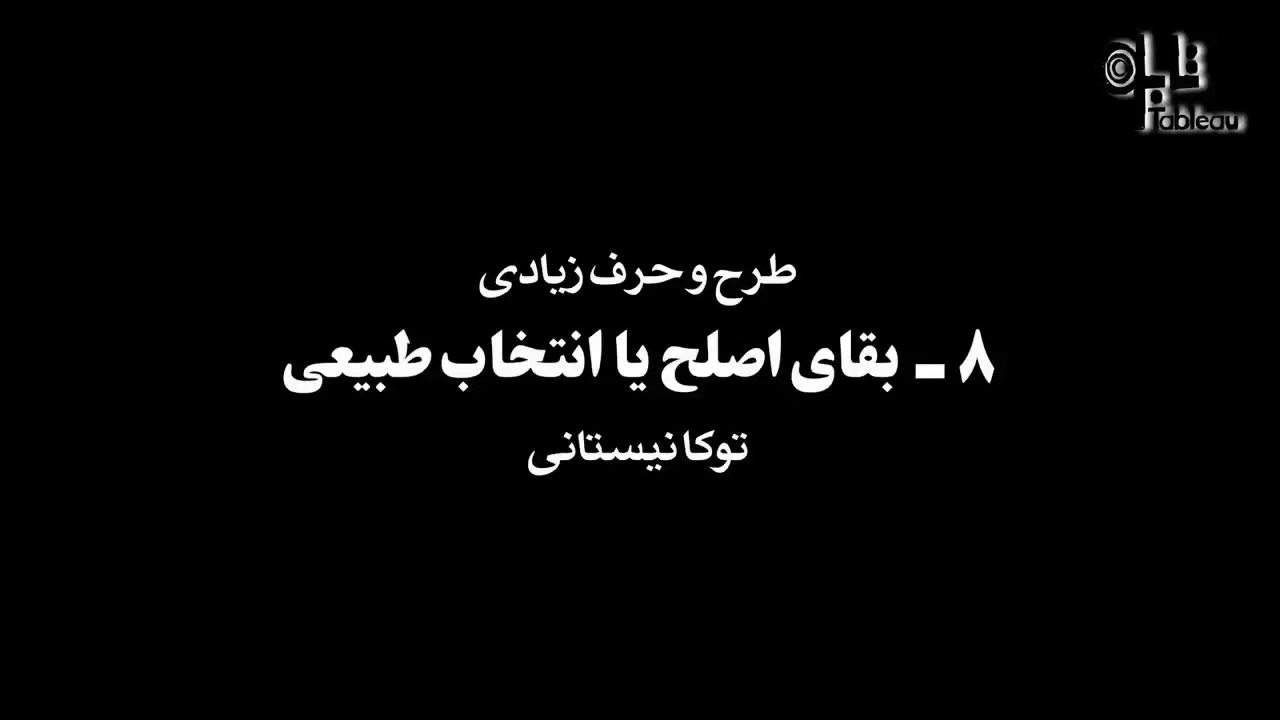 تابلو
Tableau
طرح و حرف زیادی
۸ ـ بقای اصلح یا انتخاب طبیعی
توکا نیستانی